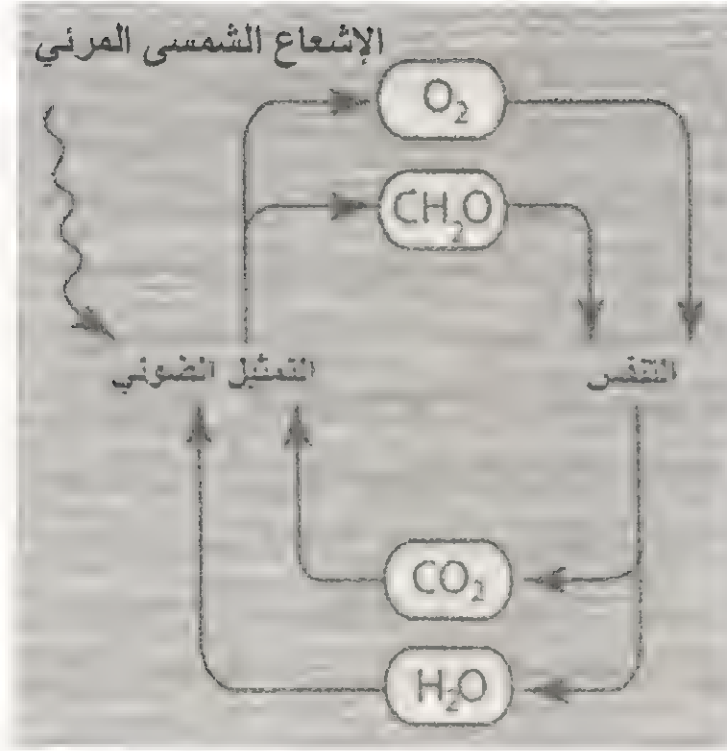 الإشعاع الشمسى المرئي
O₂
CH₂O
التمثيل الضوئي
التنفس
CO₂
H₂O